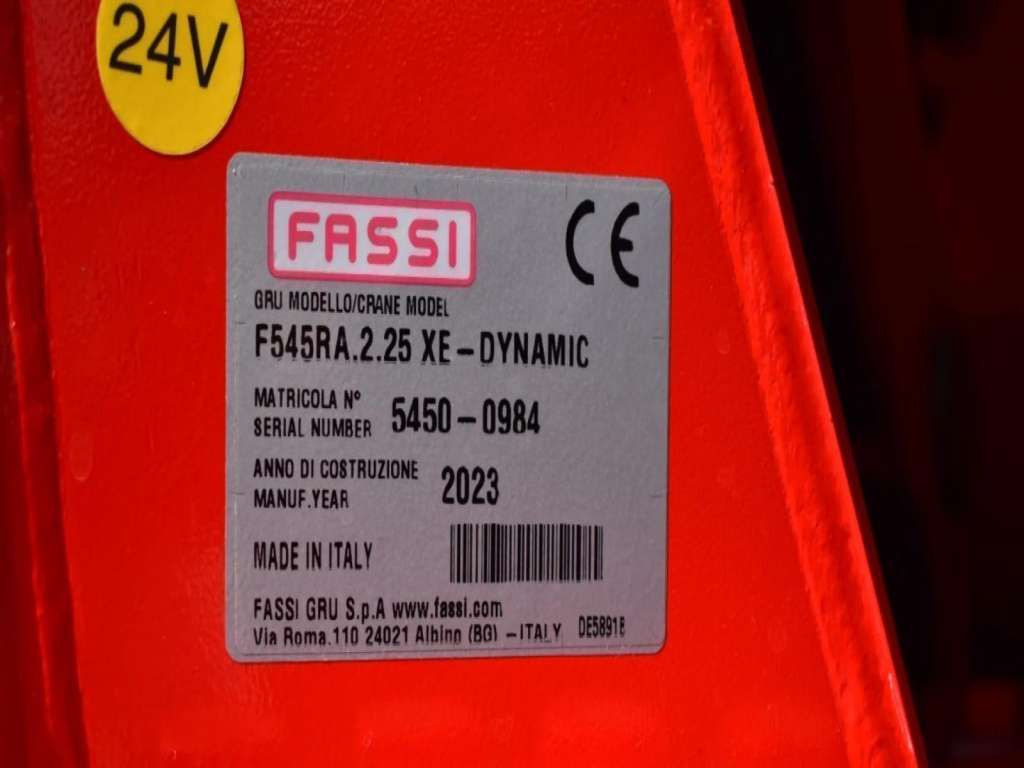 24V
FASSI CE
GRU MODELLO/CRANE MODEL
F545RA.2.25 XE-DYNAMIC
MATRICOLA N°
SERIAL NUMBER 5450-0984
ANNO DI COSTRUZIONE
MANUF.YEAR 2023
MADE IN ITALY
FASSI GRU S.p.A www.fassi.com
Via Roma,110 24021 Albino (BG) -ITALY